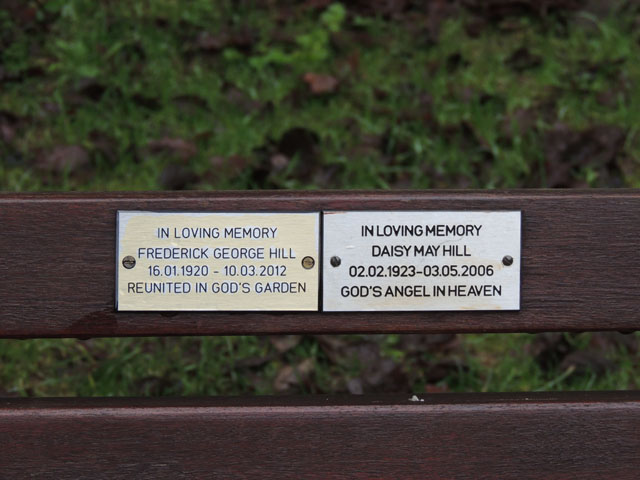 IN LOVING MEMORY
FREDERICK GEORGE HILL
16.01.1920 - 10.03.2012
REUNITED IN GOD'S GARDEN
IN LOVING MEMORY
DAISY MAY HILL
02.02.1923-03.05.2006
GOD'S ANGEL IN HEAVEN